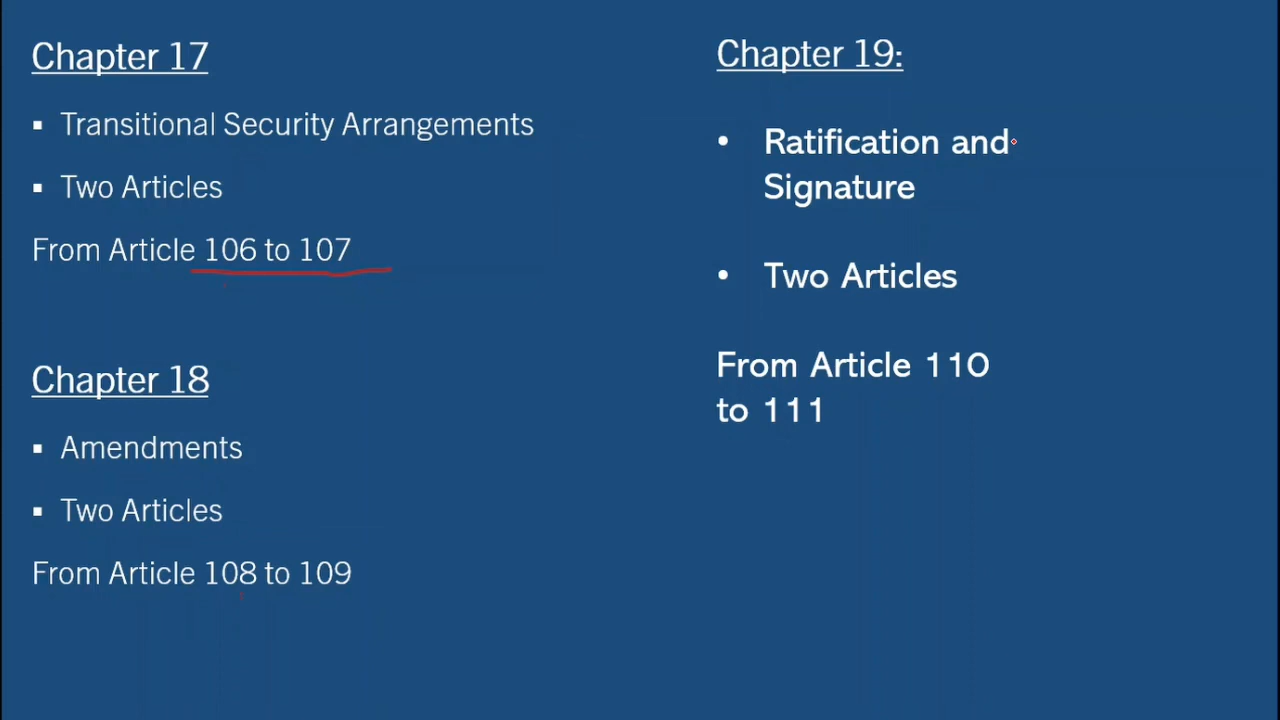 Chapter 17
▪ Transitional Security Arrangements
▪ Two Articles
From Article 106 to 107
Chapter 18
▪ Amendments
▪ Two Articles
From Article 108 to 109
Chapter 19:
• Ratification and
Signature
• Two Articles
From Article 110
to 111